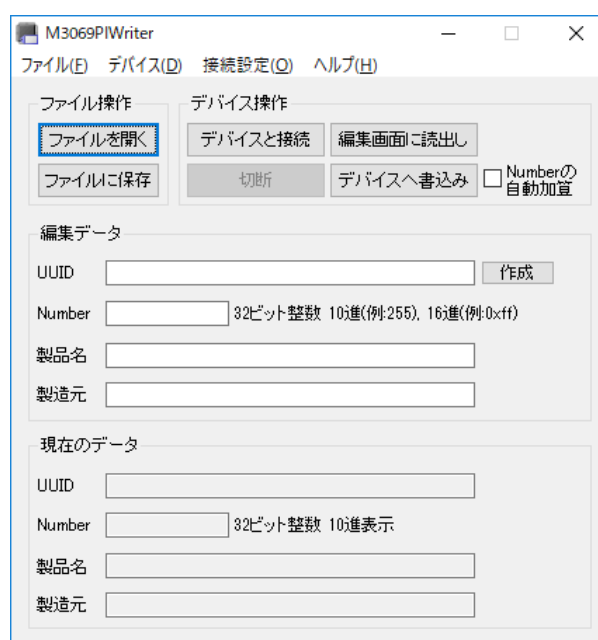 M3069PIWriter
ファイル(F) デバイス(D) 接続設定(O) ヘルプ(H)
ファイル操作 デバイス操作
ファイルを開く デバイスと接続 編集画面に読出し
ファイルに保存 切断 デバイスへ書込み Numberの
自動加算
編集データ
UUID 作成
Number 32ビット整数 10進(例:255), 16進(例:0xff)
製品名
製造元
現在のデータ
UUID
Number 32ビット整数 10進表示
製品名
製造元